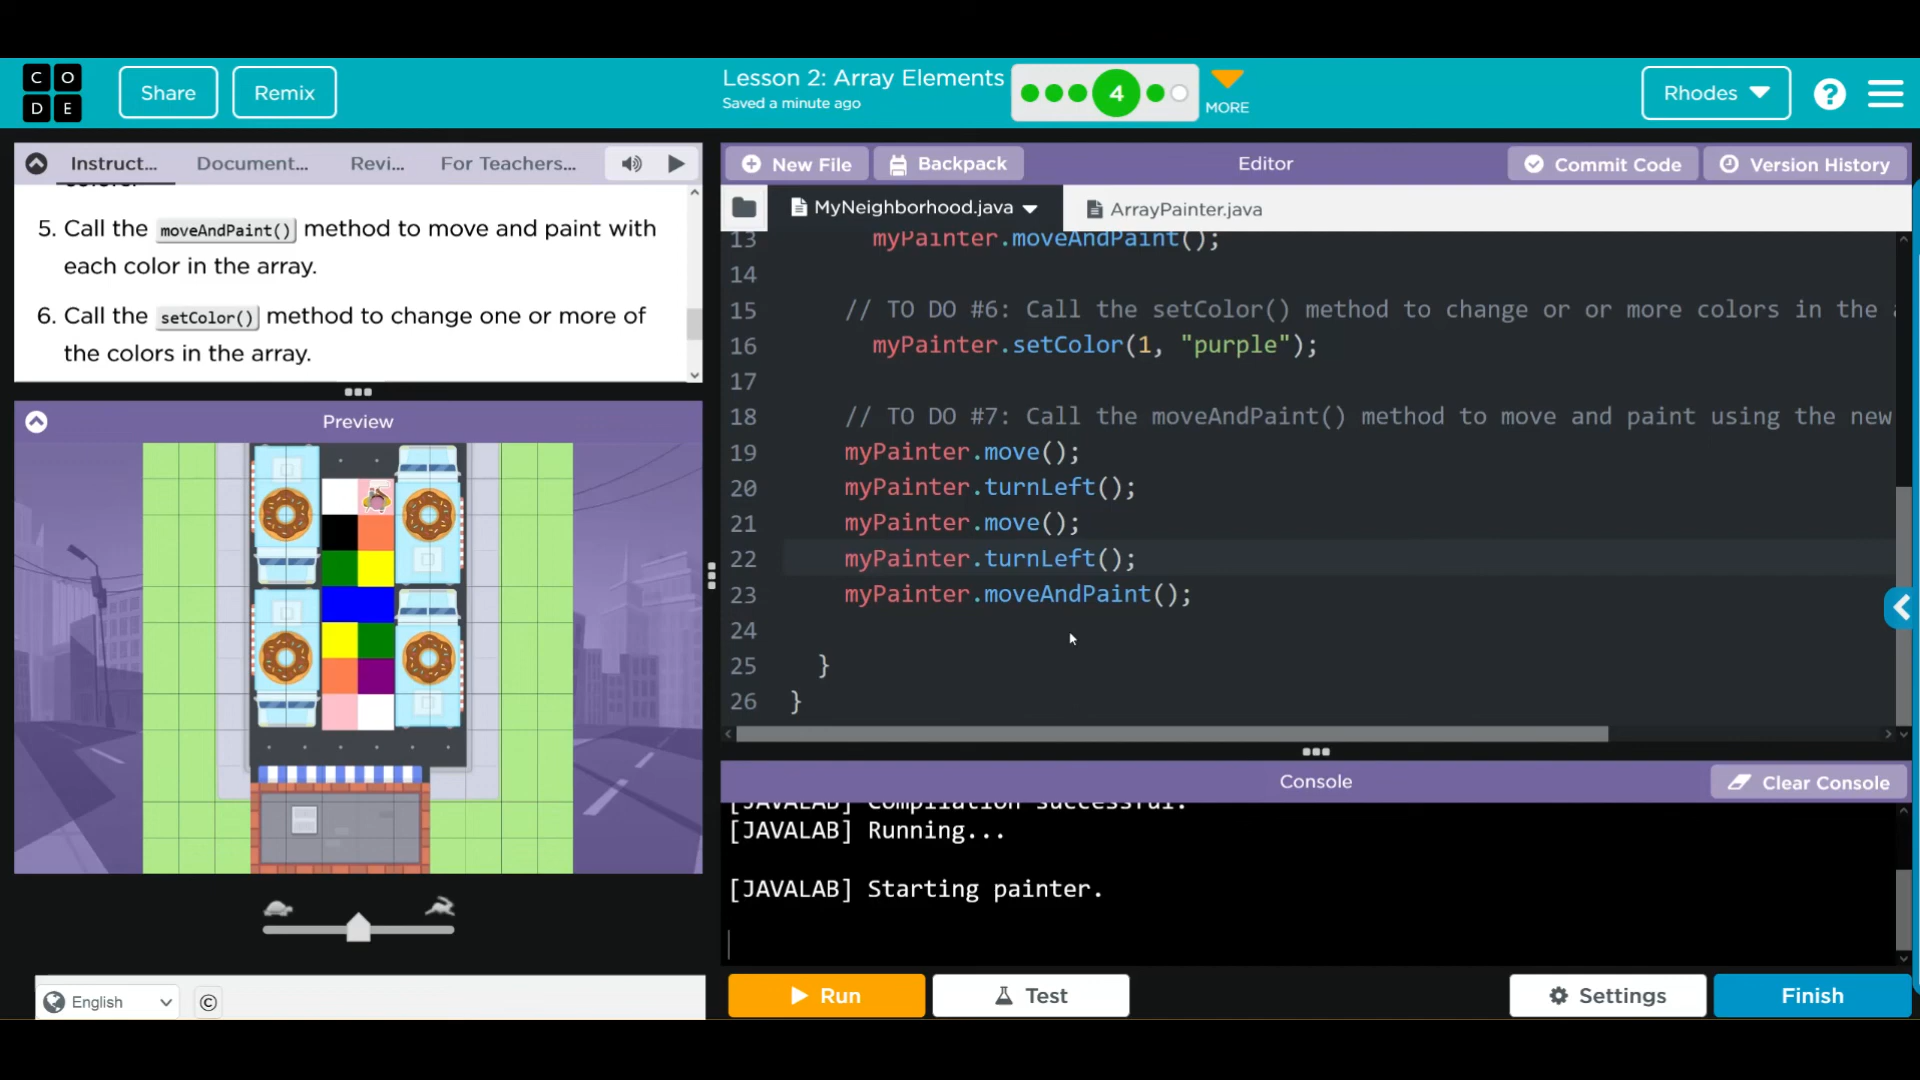 CODE
Share
Remix
Lesson 2: Array Elements
Saved a minute ago
4
MORE
Rhodes
?
Instruct...
Document...
Revi...
For Teachers...
New File
Backpack
Editor
Commit Code
Version History
MyNeighborhood.java
ArrayPainter.java
colors.
5. Call the moveAndPaint() method to move and paint with
each color in the array.
6. Call the setColor() method to change one or more of
the colors in the array.
Preview
13 myPainter.moveAndPaint();
14
15 // TO DO #6: Call the setColor() method to change or or more colors in the
16 myPainter.setColor(1, "purple");
17
18 // TO DO #7: Call the moveAndPaint() method to move and paint using the new
19 myPainter.move();
20 myPainter.turnLeft();
21 myPainter.move();
22 myPainter.turnLeft();
23 myPainter.moveAndPaint();
24
25 }
26 }
Console
Clear Console
[JAVALAB] Compilation successful.
[JAVALAB] Running...
[JAVALAB] Starting painter.
English
©
Run
Test
Settings
Finish